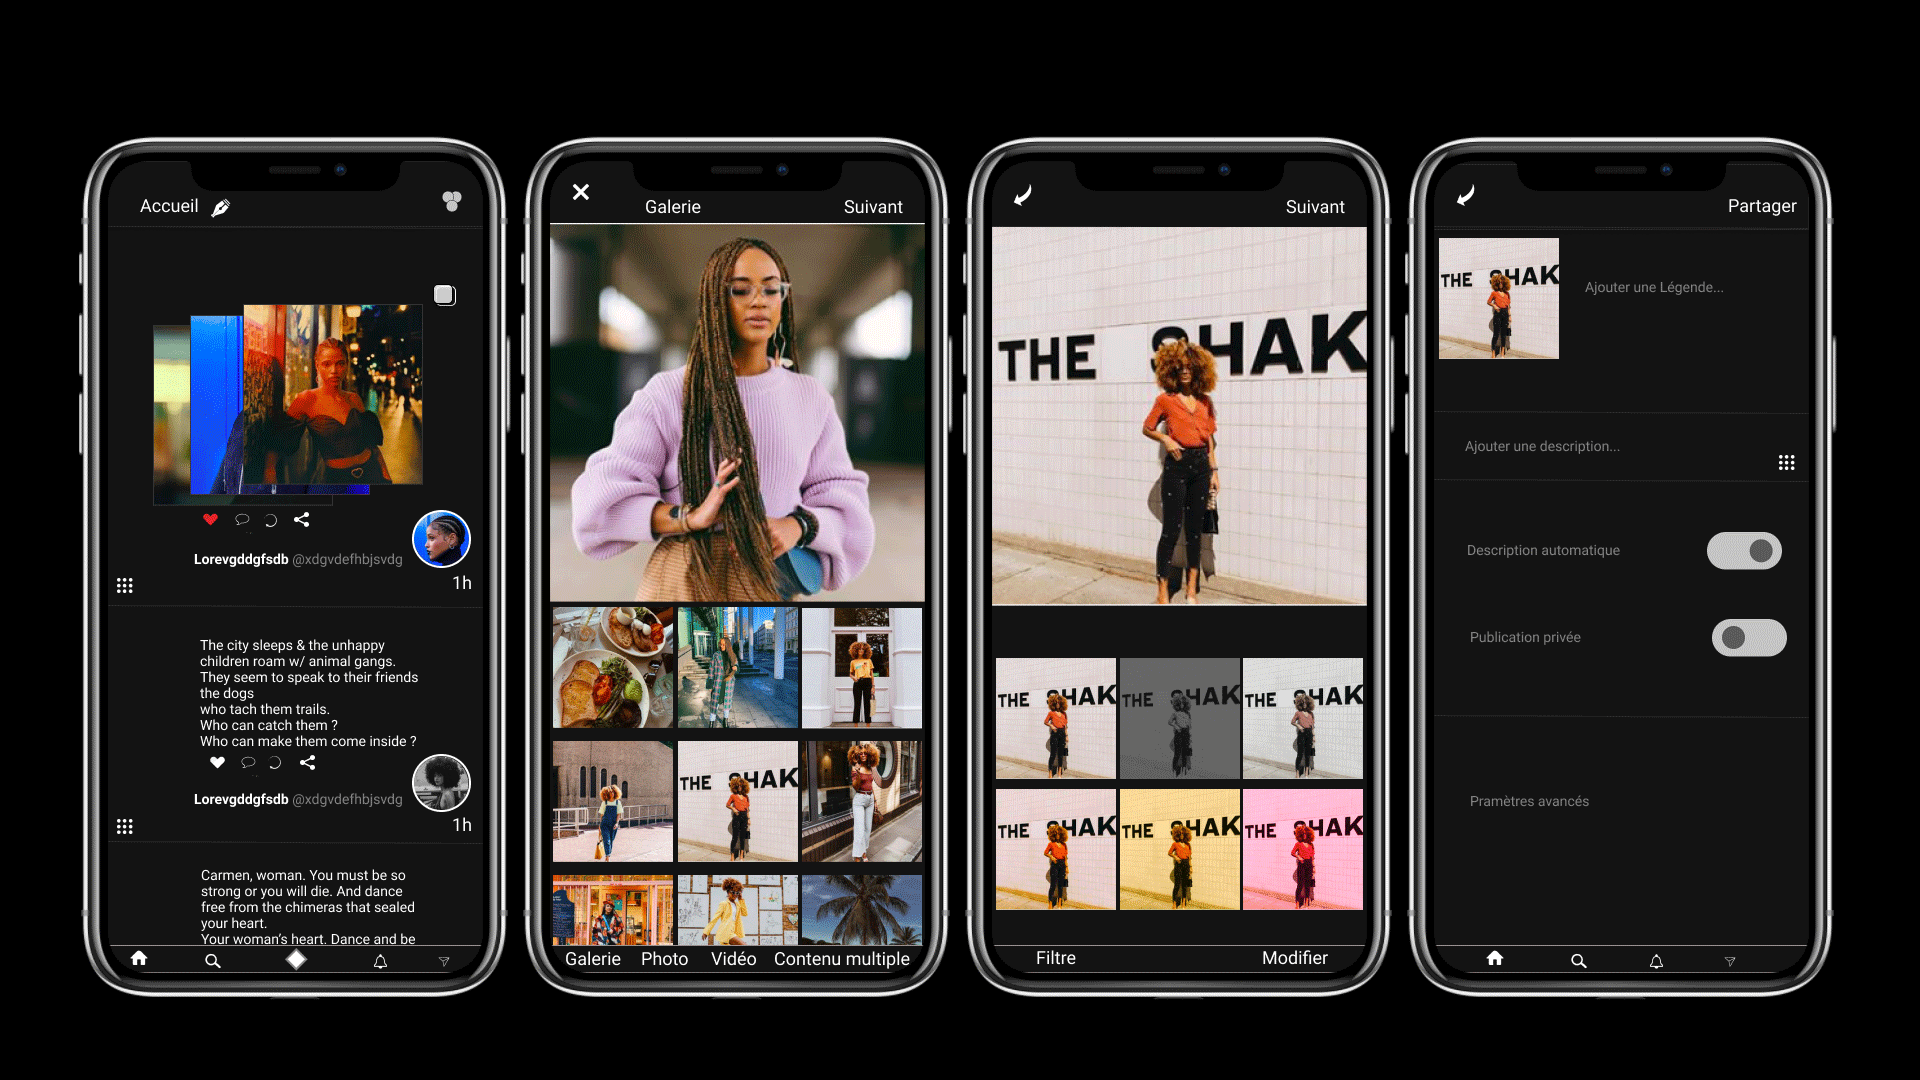 Accueil
Lorevgddgfsdb @xdgvdefhbjsvdg
1h
The city sleeps & the unhappy
children roam w/ animal gangs.
They seem to speak to their friends
the dogs
who tach them trails.
Who can catch them ?
Who can make them come inside ?
Lorevgddgfsdb @xdgvdefhbjsvdg
1h
Carmen, woman. You must be so
strong or you will die. And dance
free from the chimeras that sealed
your heart.
Your woman's heart. Dance and be
Galerie Suivant
THE SHAK
Galerie Photo Vidéo Contenu multiple
Suivant
THE SHAK
THE SHAK THE SHAK THE SHAK
THE SHAK THE SHAK THE SHAK
Filtre Modifier
Partager
THE SHAK
Ajouter une Légende...
Ajouter une description...
Description automatique
Publication privée
Pramètres avancés